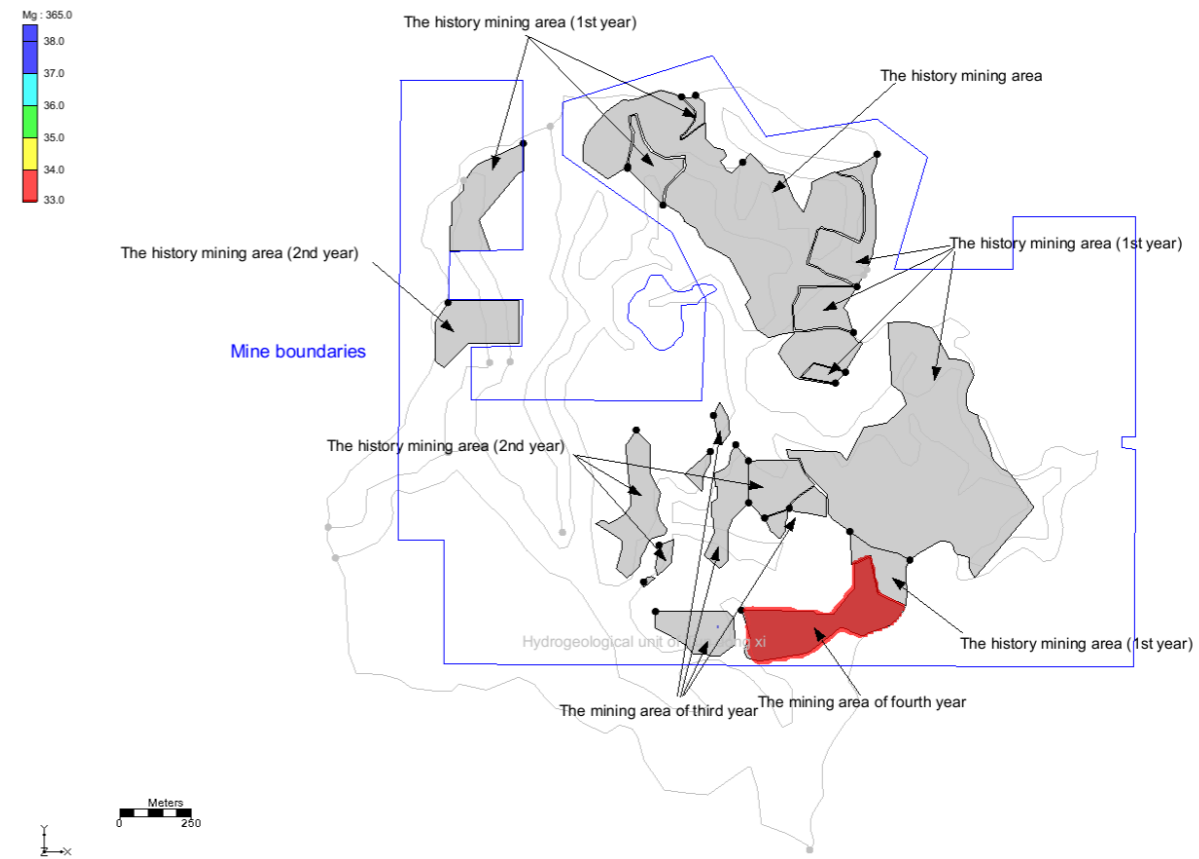 Mg : 365.0
38.0
37.0
36.0
35.0
34.0
33.0
The history mining area (1st year)
The history mining area
The history mining area (2nd year)
The history mining area (1st year)
Mine boundaries
The history mining area (2nd year)
Hydrogeological unit of
xi
The history mining area (1st year)
The mining area of third year
The mining area of fourth year
Meters
0
250
Y
Z
X